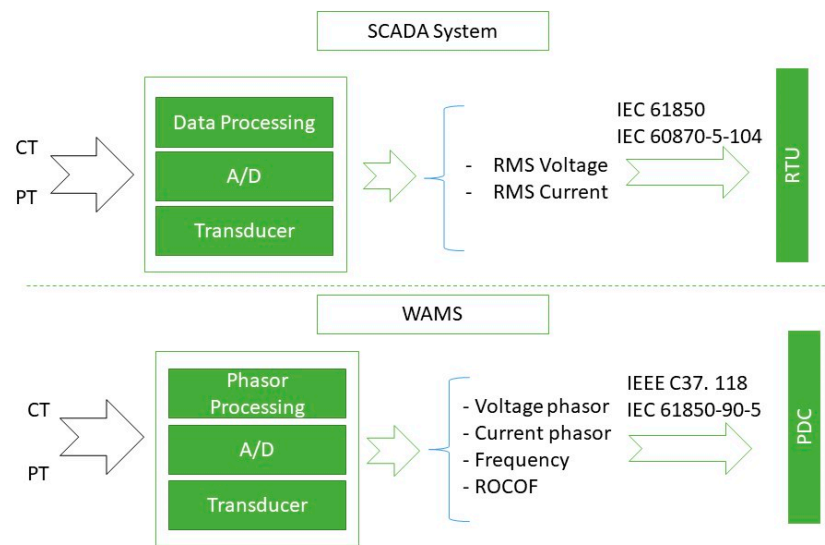 SCADA System
CT
PT
Data Processing
A/D
Transducer
- RMS Voltage
- RMS Current
IEC 61850
IEC 60870-5-104
RTU
WAMS
CT
PT
Phasor
Processing
A/D
Transducer
- Voltage phasor
- Current phasor
- Frequency
- ROCOF
IEEE C37. 118
IEC 61850-90-5
PDC